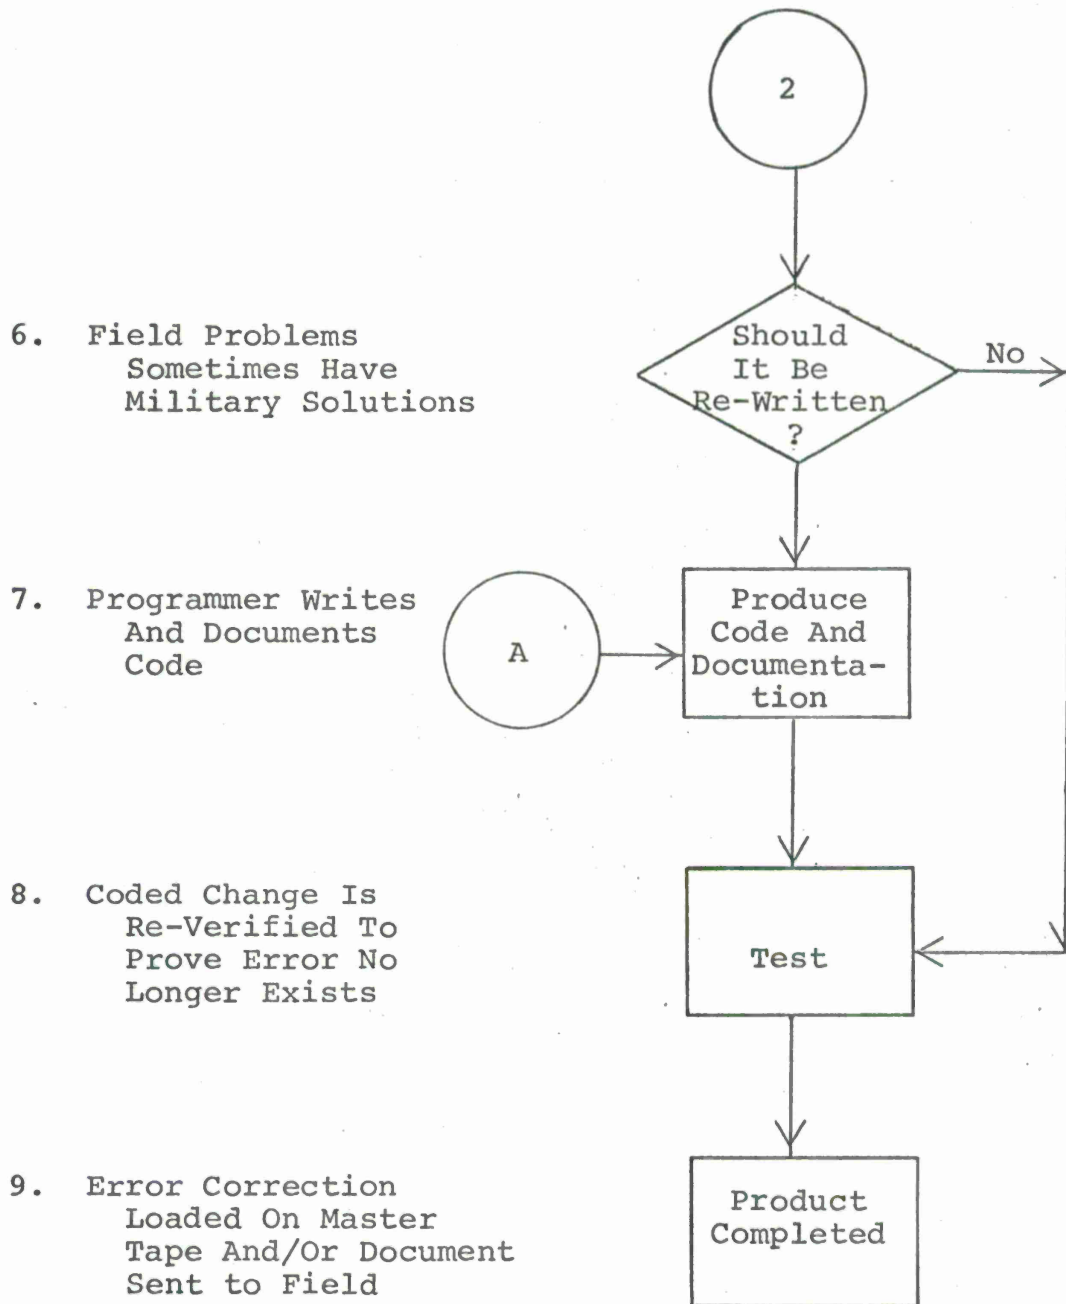 2
6. Field Problems
Sometimes Have
Military Solutions
Should
It Be
Re-Written
?
No
7. Programmer Writes
And Documents
Code
A
Produce
Code And
Documenta-
tion
8. Coded Change Is
Re-Verified To
Prove Error No
Longer Exists
Test
9. Error Correction
Loaded On Master
Tape And/Or Document
Sent to Field
Product
Completed